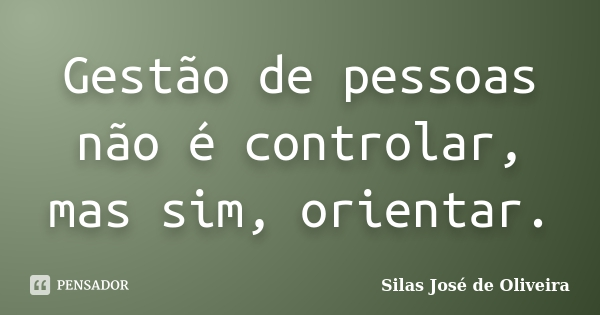 Gestão de pessoas
não é controlar,
mas sim, orientar.
PENSADOR
Silas José de Oliveira